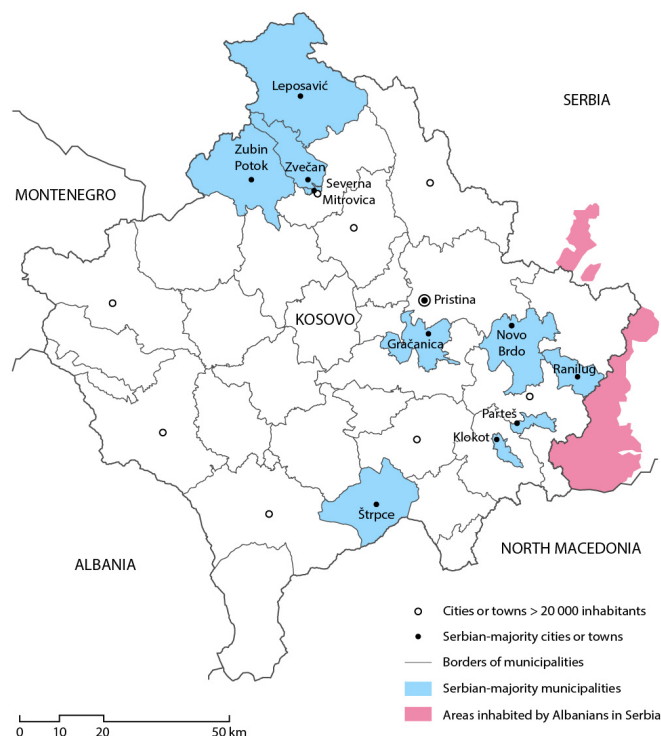 Leposavić
SERBIA
Zubin
Potok
Zvečan
Severna
Mitrovica
MONTENEGRO
Pristina
KOSOVO
Gračanica
Novo
Brdo
Ranilug
Parteš
Klokot
Štrpce
NORTH MACEDONIA
ALBANIA
Cities or towns > 20 000 inhabitants
Serbian-majority cities or towns
Borders of municipalities
Serbian-majority municipalities
Areas inhabited by Albanians in Serbia
0 10 20 50 km